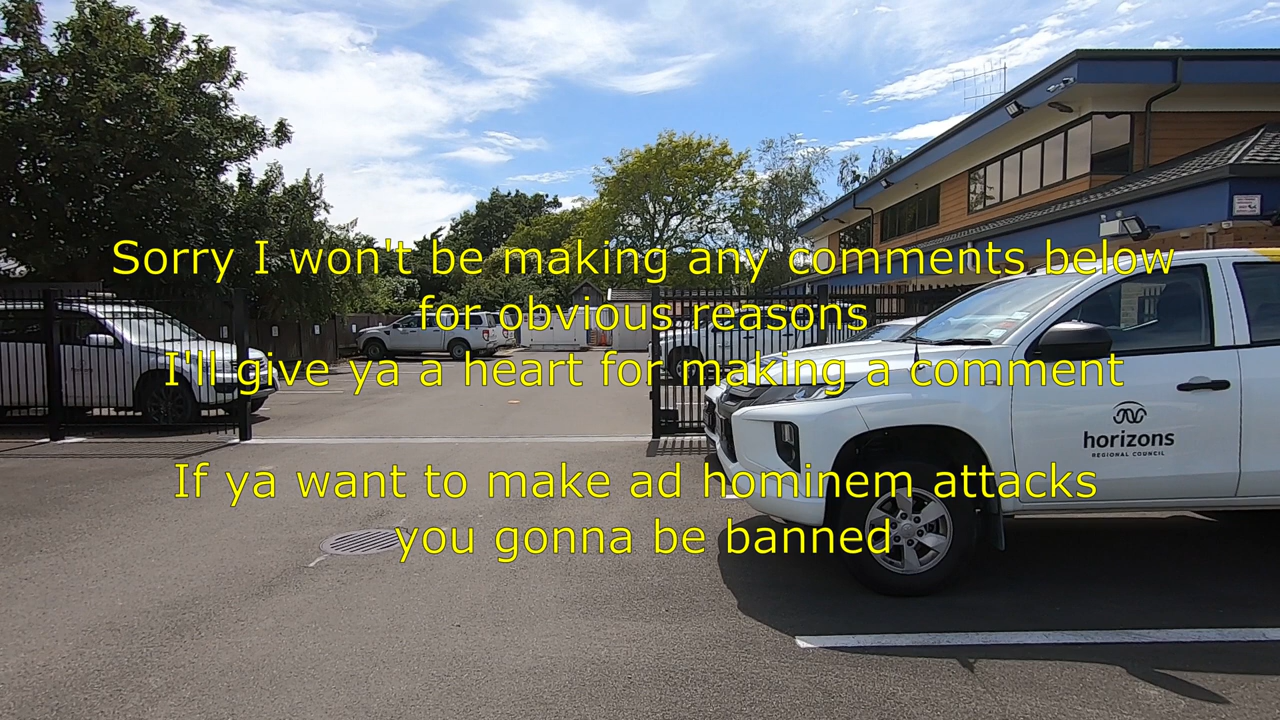 Sorry I won't be making any comments below
for obvious reasons
I'll give ya a heart for making a comment
If ya want to make ad hominem attacks
you gonna be banned
horizons
REGIONAL COUNCIL